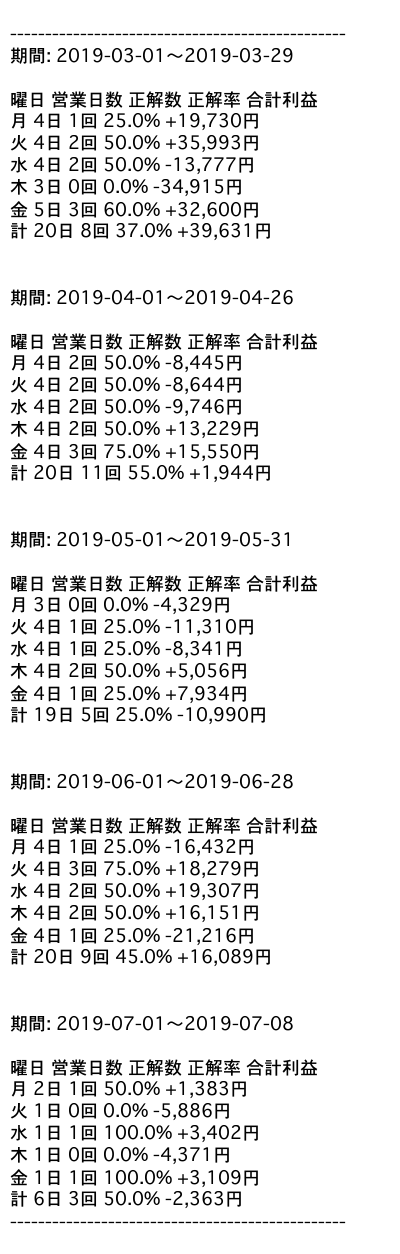 ------------------------------------------------
期間: 2019-03-01〜2019-03-29
曜日 営業日数 正解数 正解率 合計利益
月 4日 1回 25.0% +19,730円
火 4日 2回 50.0% +35,993円
水 4日 2回 50.0% -13,777円
木 3日 0回 0.0% -34,915円
金 5日 3回 60.0% +32,600円
計 20日 8回 37.0% +39,631円
期間: 2019-04-01〜2019-04-26
曜日 営業日数 正解数 正解率 合計利益
月 4日 2回 50.0% -8,445円
火 4日 2回 50.0% -8,644円
水 4日 2回 50.0% -9,746円
木 4日 2回 50.0% +13,229円
金 4日 3回 75.0% +15,550円
計 20日 11回 55.0% +1,944円
期間: 2019-05-01〜2019-05-31
曜日 営業日数 正解数 正解率 合計利益
月 3日 0回 0.0% -4,329円
火 4日 1回 25.0% -11,310円
水 4日 1回 25.0% -8,341円
木 4日 2回 50.0% +5,056円
金 4日 1回 25.0% +7,934円
計 19日 5回 25.0% -10,990円
期間: 2019-06-01〜2019-06-28
曜日 営業日数 正解数 正解率 合計利益
月 4日 1回 25.0% -16,432円
火 4日 3回 75.0% +18,279円
水 4日 2回 50.0% +19,307円
木 4日 2回 50.0% +16,151円
金 4日 1回 25.0% -21,216円
計 20日 9回 45.0% +16,089円
期間: 2019-07-01〜2019-07-08
曜日 営業日数 正解数 正解率 合計利益
月 2日 1回 50.0% +1,383円
火 1日 0回 0.0% -5,886円
水 1日 1回 100.0% +3,402円
木 1日 0回 0.0% -4,371円
金 1日 1回 100.0% +3,109円
計 6日 3回 50.0% -2,363円
------------------------------------------------